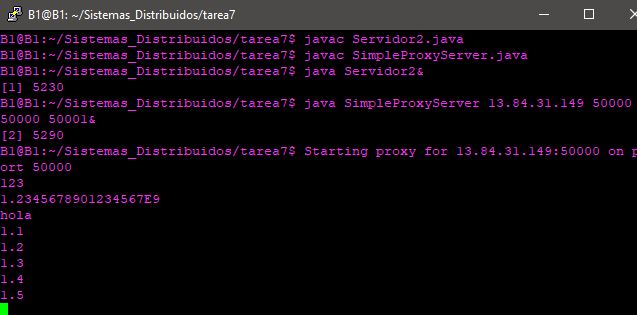 B1@B1: ~/Sistemas_Distribuidos/tarea7
B1@B1:~/Sistemas_Distribuidos/tarea7$ javac Servidor2.java
B1@B1:~/Sistemas_Distribuidos/tarea7$ javac SimpleProxyServer.java
B1@B1:~/Sistemas_Distribuidos/tarea7$ java Servidor2&
[1] 5230
B1@B1:~/Sistemas_Distribuidos/tarea7$ java SimpleProxyServer 13.84.31.149 50000
50000 50001&
[2] 5290
B1@B1:~/Sistemas_Distribuidos/tarea7$ Starting proxy for 13.84.31.149:50000 on p
ort 50000
123
1.2345678901234567E9
hola
1.1
1.2
1.3
1.4
1.5